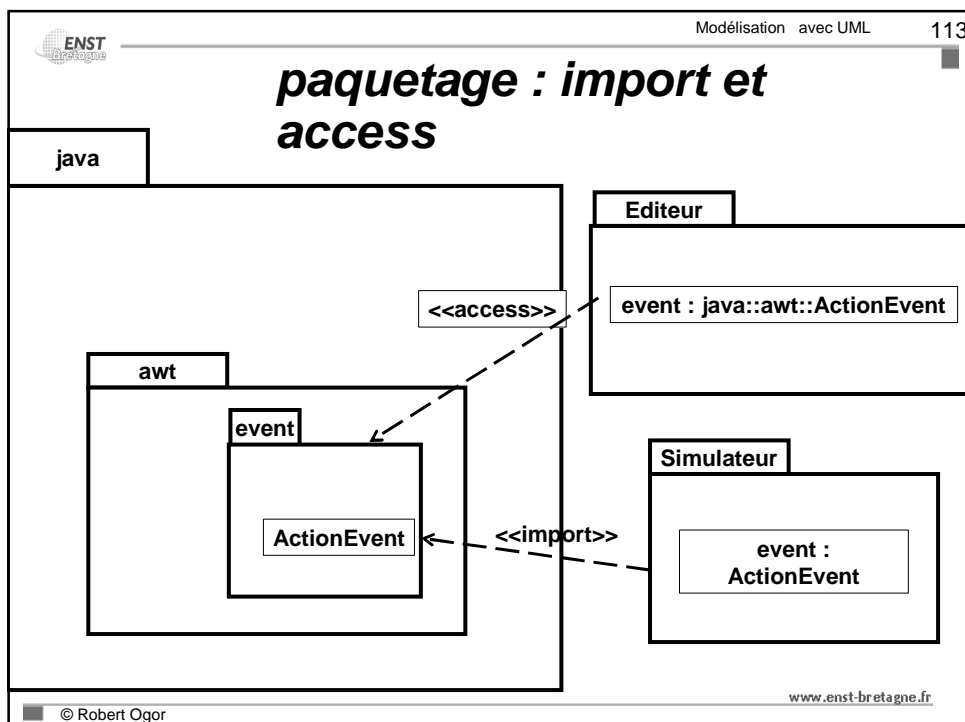 Modélisation avec UML 113
ENST
Bretagne
paquetage : import et
access
java
Editeur
<<access>>
event : java::awt::ActionEvent
awt
event
Simulateur
ActionEvent
<<import>>
event :
ActionEvent
www.enst-bretagne.fr
© Robert Ogor